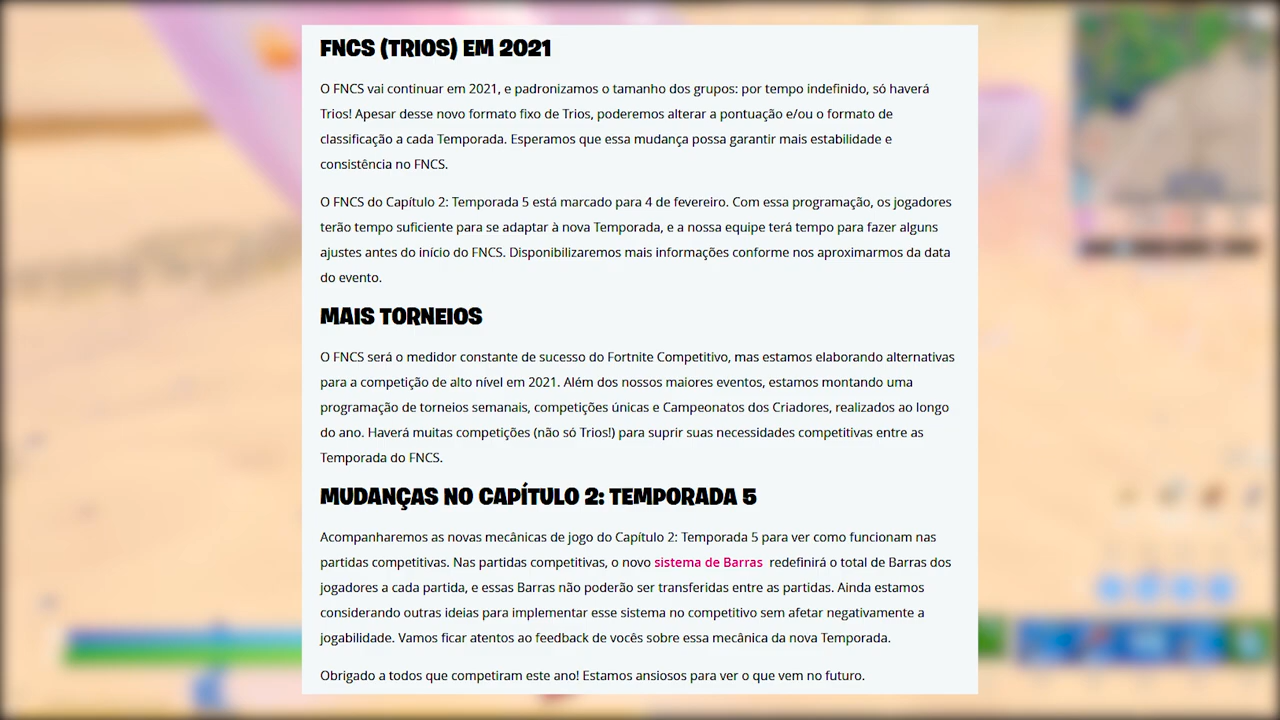 FNCS (TRIOS) EM 2021
O FNCS vai continuar em 2021, e padronizamos o tamanho dos grupos: por tempo indefinido, só haverá
Trios! Apesar desse novo formato fixo de Trios, poderemos alterar a pontuação e/ou o formato de
classificação a cada Temporada. Esperamos que essa mudança possa garantir mais estabilidade e
consistência no FNCS.
O FNCS do Capítulo 2: Temporada 5 está marcado para 4 de fevereiro. Com essa programação, os jogadores
terão tempo suficiente para se adaptar à nova Temporada, e a nossa equipe terá tempo para fazer alguns
ajustes antes do início do FNCS. Disponibilizaremos mais informações conforme nos aproximarmos da data
do evento.
MAIS TORNEIOS
O FNCS será o medidor constante de sucesso do Fortnite Competitivo, mas estamos elaborando alternativas
para a competição de alto nível em 2021. Além dos nossos maiores eventos, estamos montando uma
programação de torneios semanais, competições únicas e Campeonatos dos Criadores, realizados ao longo
do ano. Haverá muitas competições (não só Trios!) para suprir suas necessidades competitivas entre as
Temporada do FNCS.
MUDANÇAS NO CAPÍTULO 2: TEMPORADA 5
Acompanharemos as novas mecânicas de jogo do Capítulo 2: Temporada 5 para ver como funcionam nas
partidas competitivas. Nas partidas competitivas, o novo sistema de Barras redefinirá o total de Barras dos
jogadores a cada partida, e essas Barras não poderão ser transferidas entre as partidas. Ainda estamos
considerando outras ideias para implementar esse sistema no competitivo sem afetar negativamente a
jogabilidade. Vamos ficar atentos ao feedback de vocês sobre essa mecânica da nova Temporada.
Obrigado a todos que competiram este ano! Estamos ansiosos para ver o que vem no futuro.